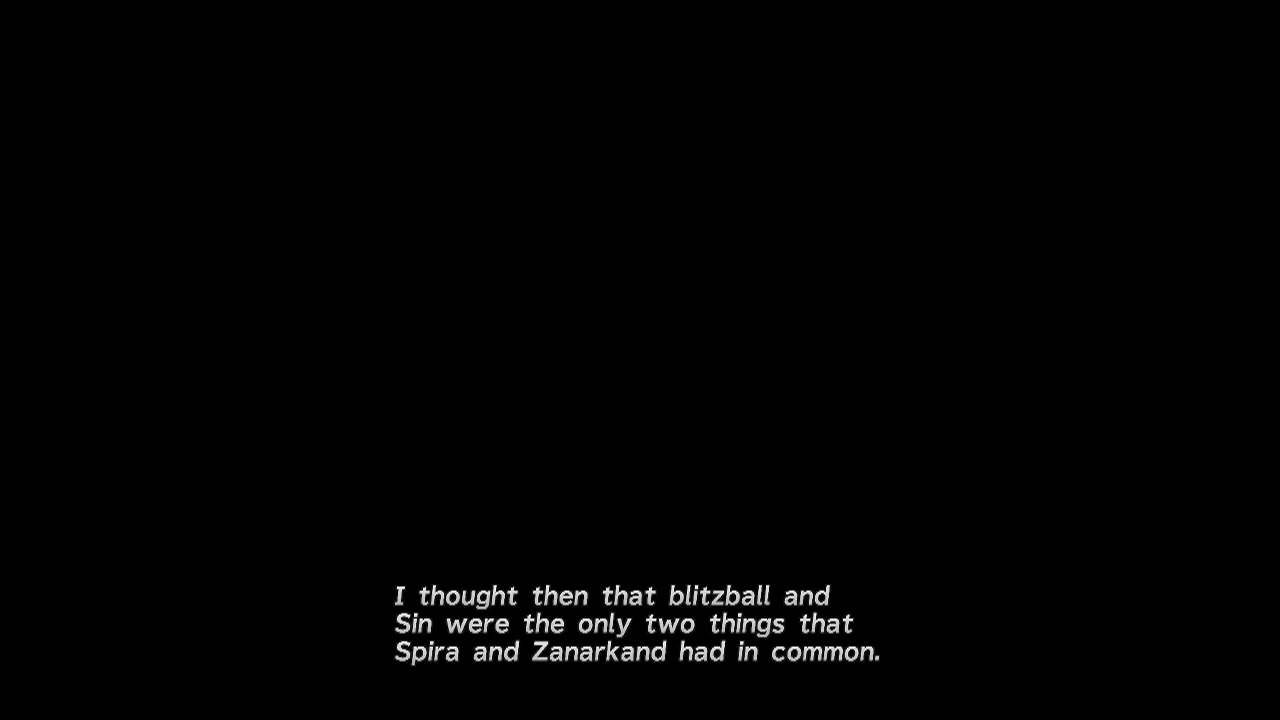 I thought then that blitzball and
Sin were the only two things that
Spira and Zanarkand had in common.